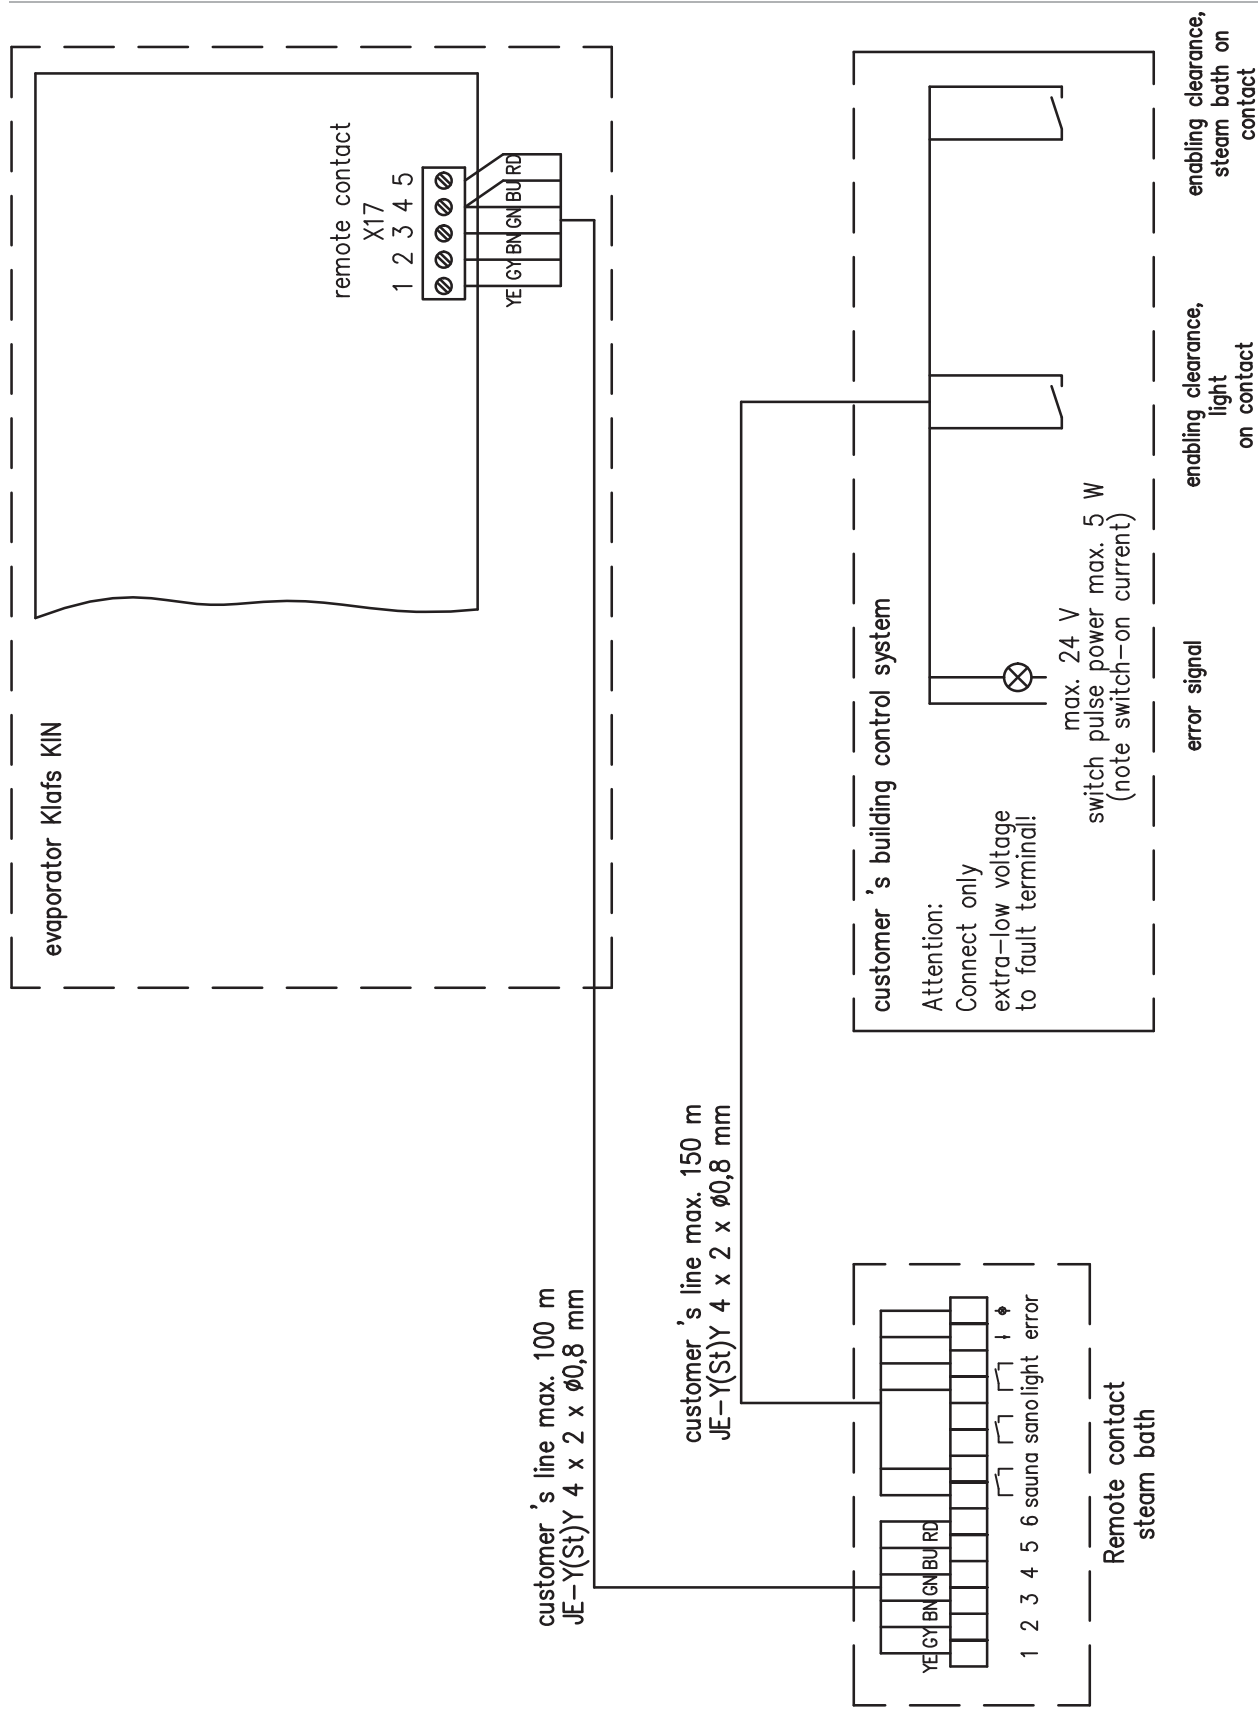 evaporator Klafs KIN
remote contact
X17
1 2 3 4 5
YE GY BN GN BU RD
customer 's line max. 100 m
JE-Y(St)Y 4 x 2 x ø0,8 mm
customer 's line max. 150 m
JE-Y(St)Y 4 x 2 x ø0,8 mm
YE GY BN GN BU RD
1 2 3 4 5 6 sauna sano light error
Remote contact
steam bath
customer 's building control system
Attention:
Connect only
extra-low voltage
to fault terminal!
max. 24 V
switch pulse power max. 5 W
(note switch-on current)
error signal
enabling clearance,
light
on contact
enabling clearance,
steam bath on
contact